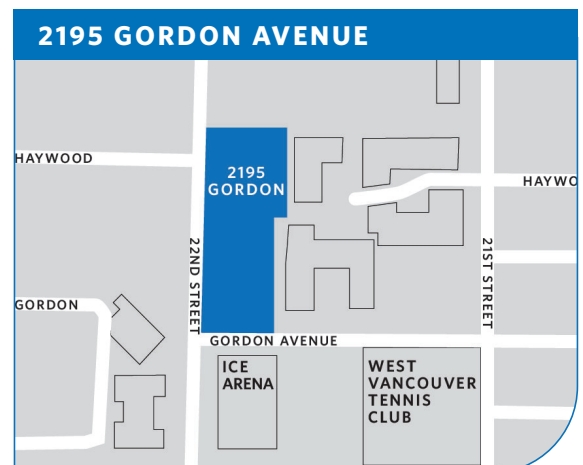 2195 GORDON AVENUE
HAYWOOD
2195
GORDON
HAYWO
22ND STREET
21ST STREET
GORDON
GORDON AVENUE
ICE
ARENA
WEST
VANCOUVER
TENNIS
CLUB